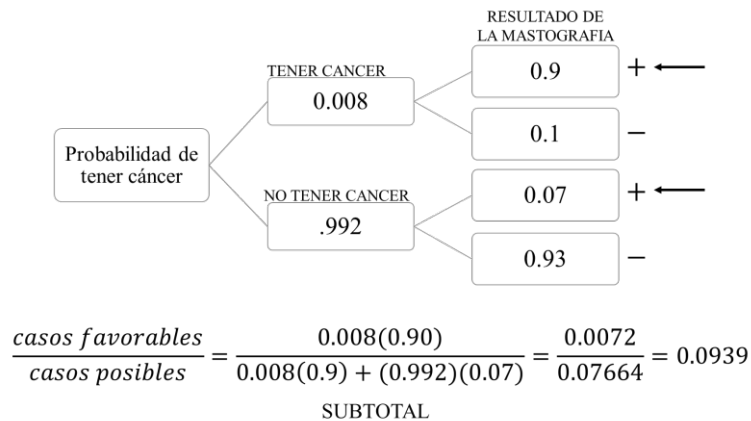 RESULTADO DE
LA MASTOGRAFIA
TENER CANCER
0.008
0.9 + 
0.1 −
Probabilidad de
tener cáncer
NO TENER CANCER
.992
0.07 +
0.93 −
casos favorables / casos posibles = 0.008(0.90) / 0.008(0.9) + (0.992)(0.07) = 0.0072 / 0.07664 = 0.0939
SUBTOTAL